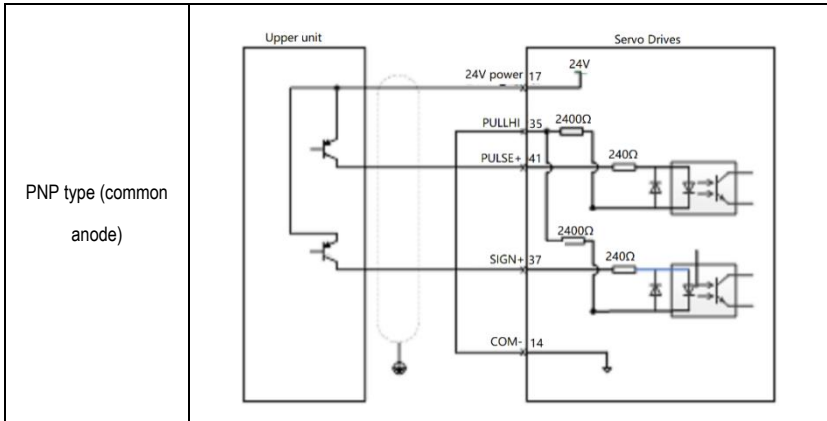 PNP type (common
anode)
Upper unit
Servo Drives
24V power 17
24V
PULLHI 35 2400Ω
PULSE+ 41 240Ω
2400Ω
SIGN+ 37 240Ω
COM- 14